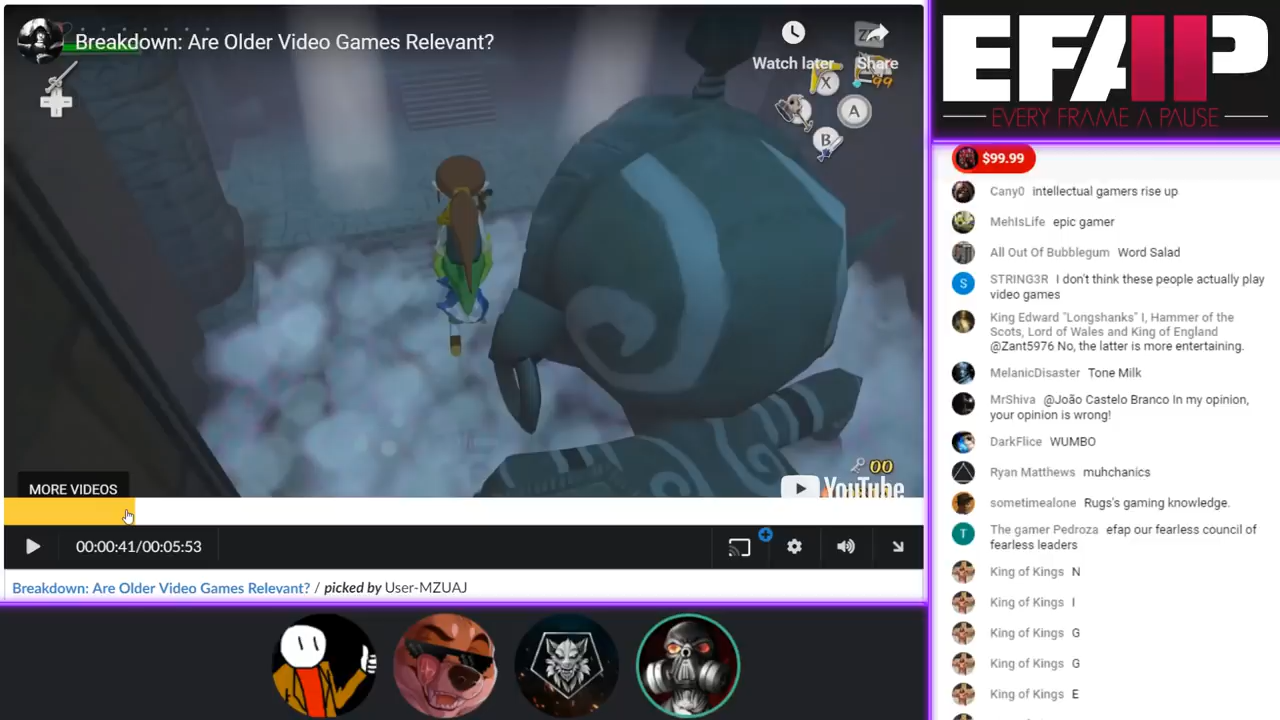 Breakdown: Are Older Video Games Relevant?
Watch later
Share
X
99
A
B
00
MORE VIDEOS
YouTube
00:00:41/00:05:53
Breakdown: Are Older Video Games Relevant? / picked by User-MZUAJ
EFAP
EVERY FRAME A PAUSE
$99.99
Cany0 intellectual gamers rise up
MehIsLife epic gamer
All Out Of Bubblegum Word Salad
S
STRING3R I don't think these people actually play
video games
King Edward "Longshanks" I, Hammer of the
Scots, Lord of Wales and King of England
@Zant5976 No, the latter is more entertaining.
MelanicDisaster Tone Milk
MrShiva @João Castelo Branco In my opinion,
your opinion is wrong!
DarkFlice WUMBO
Ryan Matthews muhchanics
sometimealone Rugs's gaming knowledge.
T
The gamer Pedroza efap our fearless council of
fearless leaders
King of Kings N
King of Kings I
King of Kings G
King of Kings G
King of Kings E